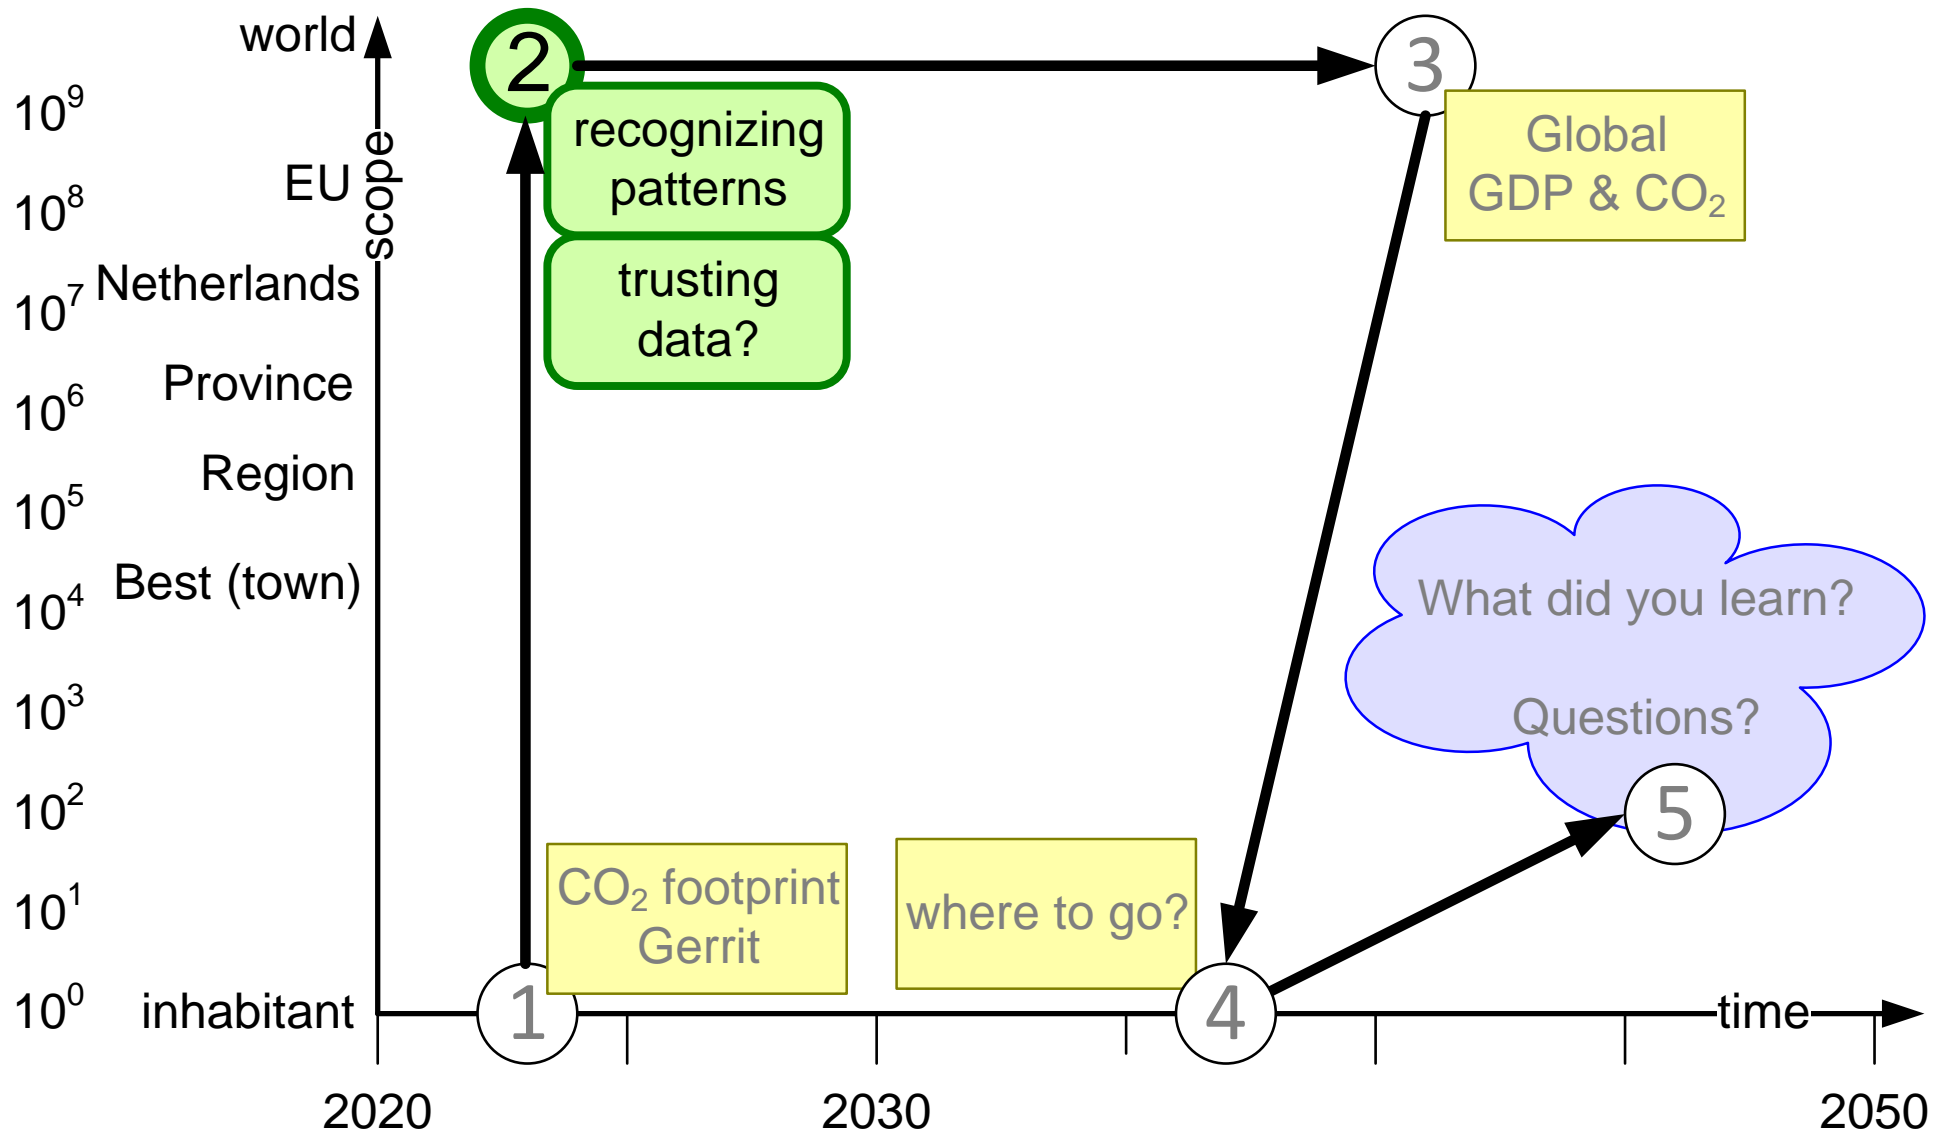 world
2
3
10⁹
recognizing
patterns
Global
GDP & CO₂
scope
EU
10⁸
trusting
data?
Netherlands
10⁷
Province
10⁶
Region
10⁵
Best (town)
10⁴
What did you learn?
10³
Questions?
10²
5
CO₂ footprint
Gerrit
where to go?
10¹
10⁰
inhabitant
1
4
time
2020
2030
2050